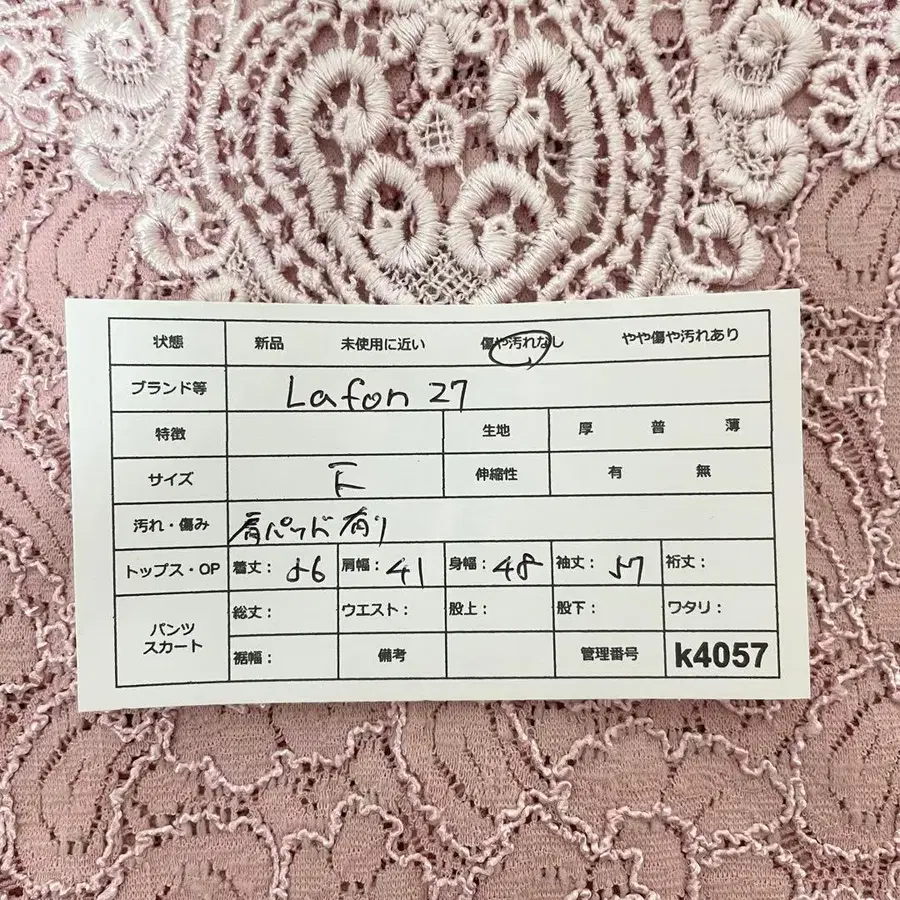 状態 新品 未使用に近い 傷や汚れなし やや傷や汚れあり
ブランド等 Lafon 27
特徴 生地 厚 普 薄
サイズ F 伸縮性 有 無
汚れ・傷み 肩パッド有り
トップス・OP 着丈： 56 肩幅： 41 身幅： 48 袖丈： 57 裄丈：
パンツ スカート 総丈： ウエスト： 股上： 股下： ワタリ：
裾幅： 備考 管理番号 k4057